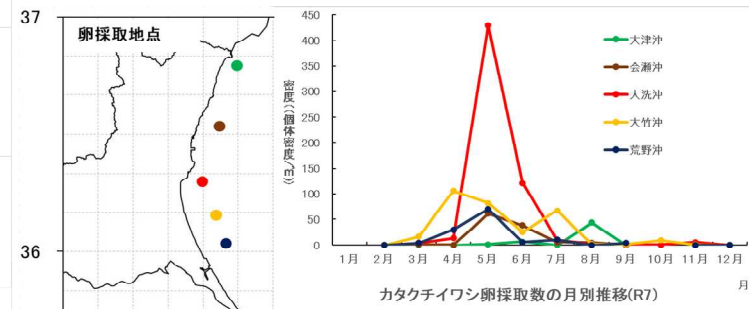 37
卵採取地点
36
450
400
350
300
250
200
150
100
50
0
大津沖
会瀬沖
大洗沖
大竹沖
荒野沖
1月 2月 3月 4月 5月 6月 7月 8月 9月 10月 11月 12月
月
カタクチイワシ卵採取数の月別推移(R7)